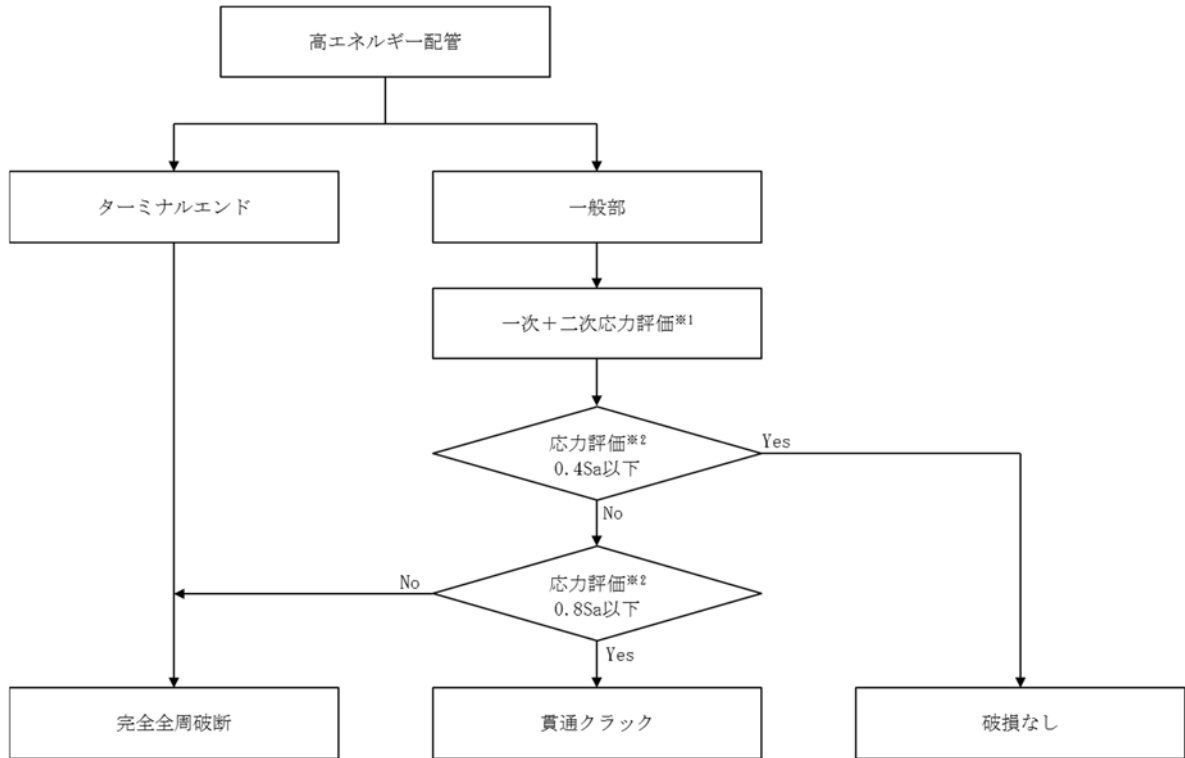 高エネルギー配管
ターミナルエンド
一般部
一次＋二次応力評価※1
応力評価※2
0.4Sa以下
Yes
No
応力評価※2
0.8Sa以下
No
Yes
完全全周破断
貫通クラック
破損なし